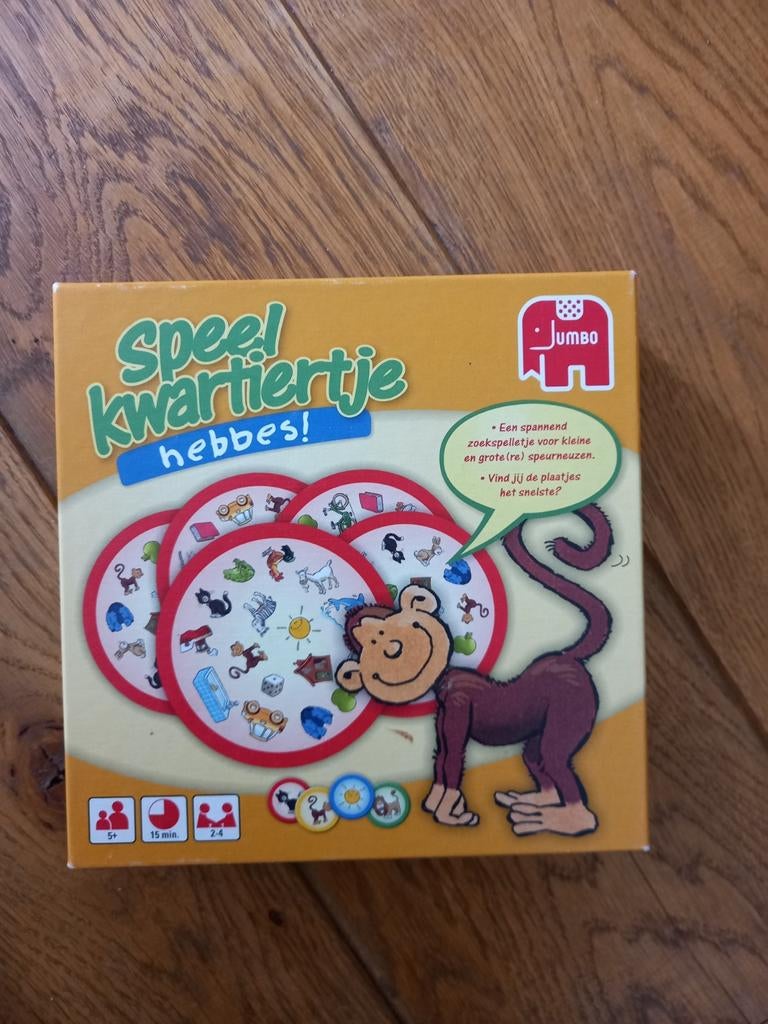 Speel
kwartiertje
hebbes!
JUMBO
• Een spannend
zoekspelletje voor kleine
en grote(re) speurneuzen.
• Vind jij de plaatjes
het snelste?
5+
15 min.
2-4